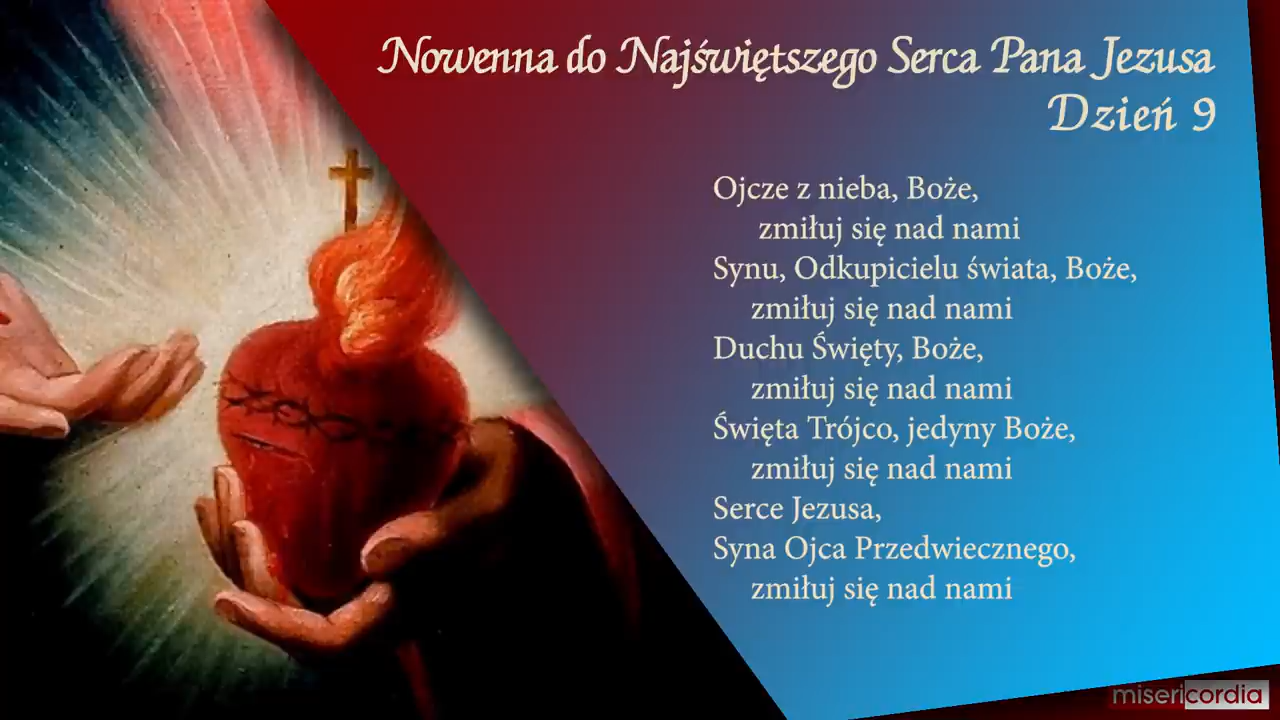 Nowenna do Najświętszego Serca Pana Jezusa
Dzień 9
Ojcze z nieba, Boże,
zmiłuj się nad nami
Synu, Odkupicielu świata, Boże,
zmiłuj się nad nami
Duchu Święty, Boże,
zmiłuj się nad nami
Święta Trójco, jedyny Boże,
zmiłuj się nad nami
Serce Jezusa,
Syna Ojca Przedwiecznego,
zmiłuj się nad nami
misericordia